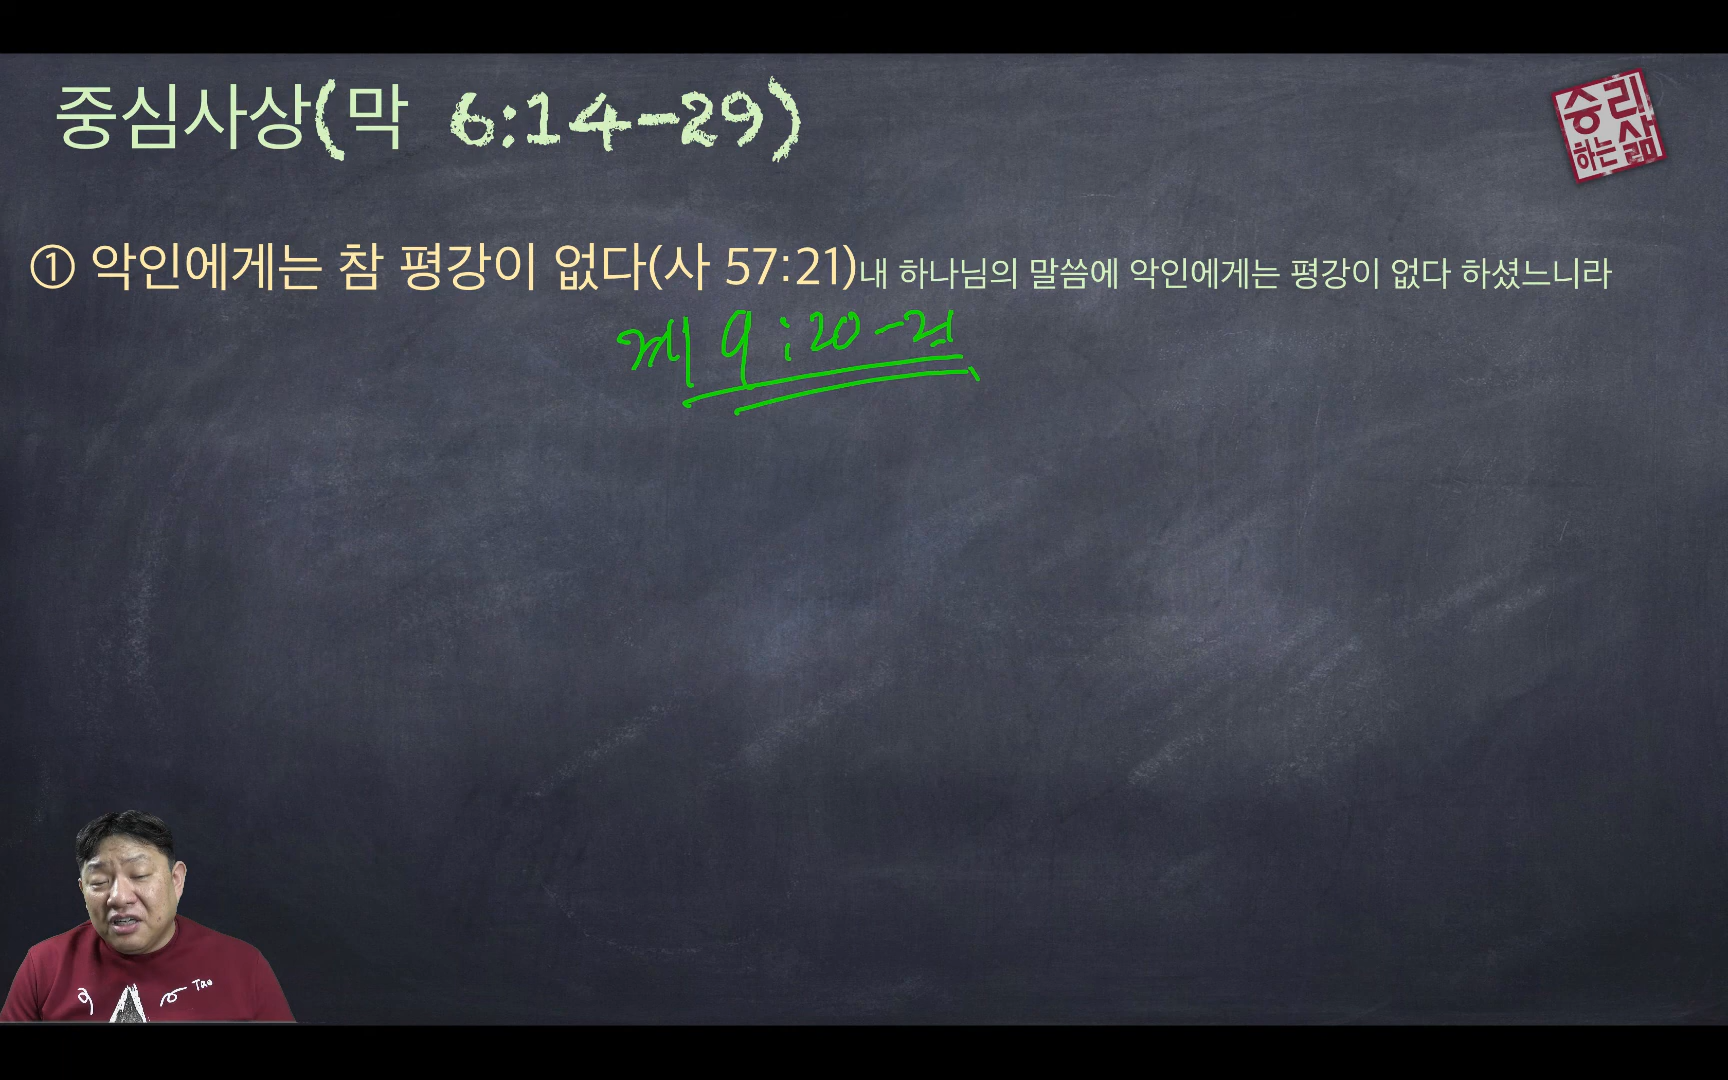 중심사상(막 6:14-29)
승리
하는 삶
① 악인에게는 참 평강이 없다(사 57:21)내 하나님의 말씀에 악인에게는 평강이 없다 하셨느니라
계 9:20-21
Tao